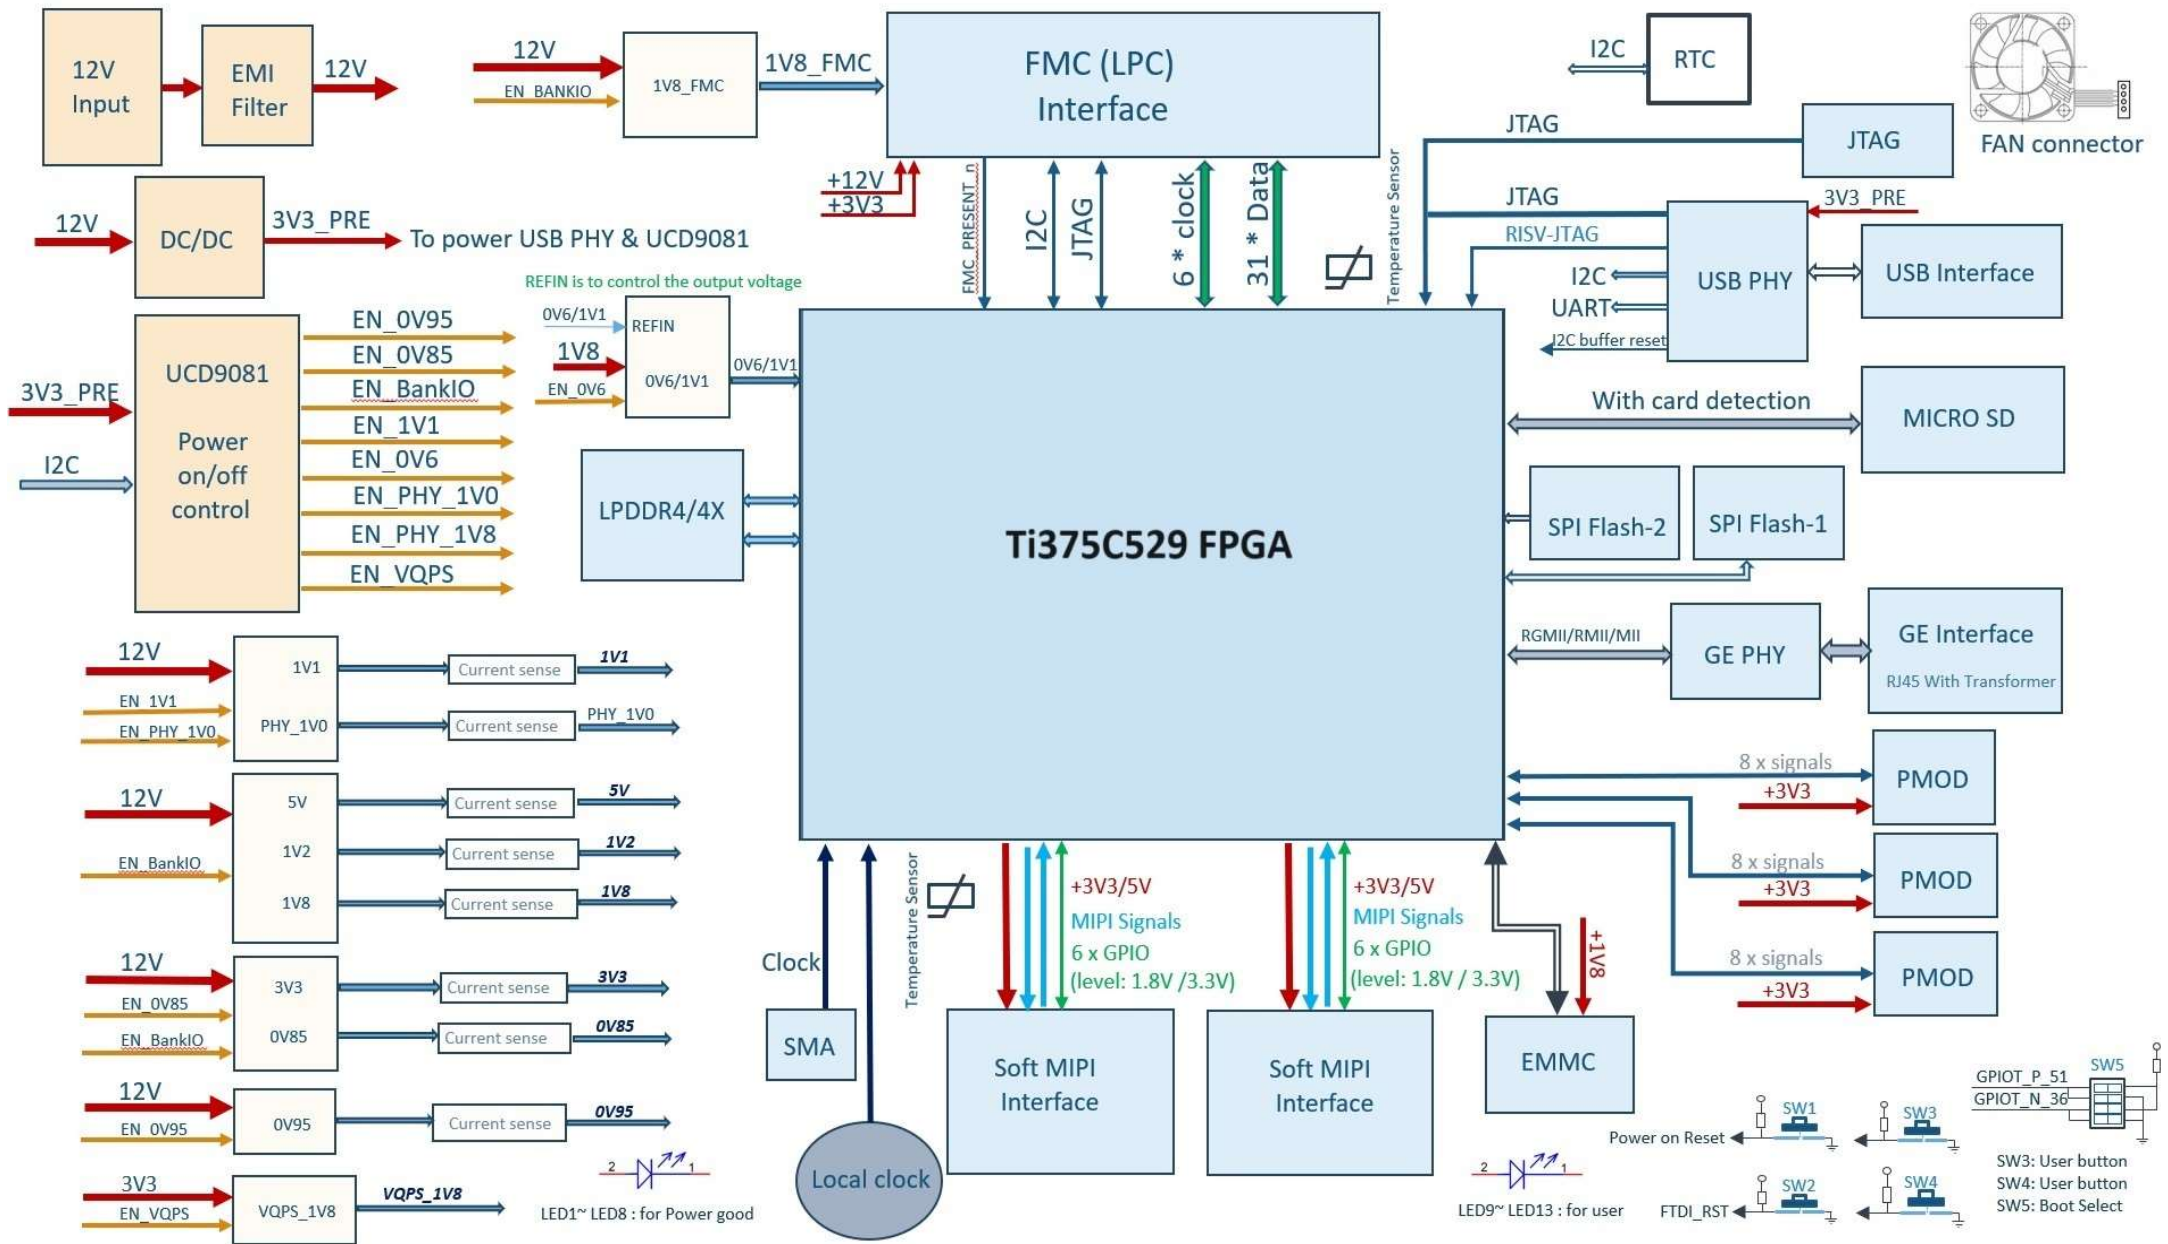 12V
Input
EMI
Filter
12V
12V
EN_BANKIO
1V8_FMC
1V8_FMC
FMC (LPC)
Interface
+12V
+3V3
FMC_PRESENT_n
I2C
JTAG
6 * clock
31 * Data
Temperature Sensor
I2C
RTC
FAN connector
JTAG
JTAG
JTAG
RISV-JTAG
I2C
UART
I2C buffer reset
USB PHY
3V3_PRE
USB Interface
12V
DC/DC
3V3_PRE
To power USB PHY & UCD9081
REFIN is to control the output voltage
0V6/1V1
REFIN
1V8
0V6/1V1
EN_0V6
0V6/1V1
3V3_PRE
I2C
UCD9081
Power
on/off
control
EN_0V95
EN_0V85
EN_BankIO
EN_1V1
EN_0V6
EN_PHY_1V0
EN_PHY_1V8
EN_VQPS
LPDDR4/4X
Ti375C529 FPGA
With card detection
MICRO SD
SPI Flash-2
SPI Flash-1
RGMII/RMII/MII
GE PHY
GE Interface
RJ45 With Transformer
8 x signals
+3V3
PMOD
8 x signals
+3V3
PMOD
8 x signals
+3V3
PMOD
12V
EN_1V1
EN_PHY_1V0
1V1
PHY_1V0
Current sense
1V1
Current sense
PHY_1V0
12V
EN_BankIO
5V
1V2
1V8
Current sense
5V
Current sense
1V2
Current sense
1V8
12V
EN_0V85
EN_BankIO
3V3
0V85
Current sense
3V3
Current sense
0V85
12V
EN_0V95
0V95
Current sense
0V95
3V3
EN_VQPS
VQPS_1V8
VQPS_1V8
2
1
LED1~ LED8 : for Power good
Clock
SMA
Local clock
Temperature Sensor
+3V3/5V
MIPI Signals
6 x GPIO
(level: 1.8V /3.3V)
Soft MIPI
Interface
+3V3/5V
MIPI Signals
6 x GPIO
(level: 1.8V / 3.3V)
Soft MIPI
Interface
+1V8
EMMC
2
1
LED9~ LED13 : for user
Power on Reset
SW1
SW3
FTDI_RST
SW2
SW4
GPIOT_P_51
GPIOT_N_36
SW5
SW3: User button
SW4: User button
SW5: Boot Select